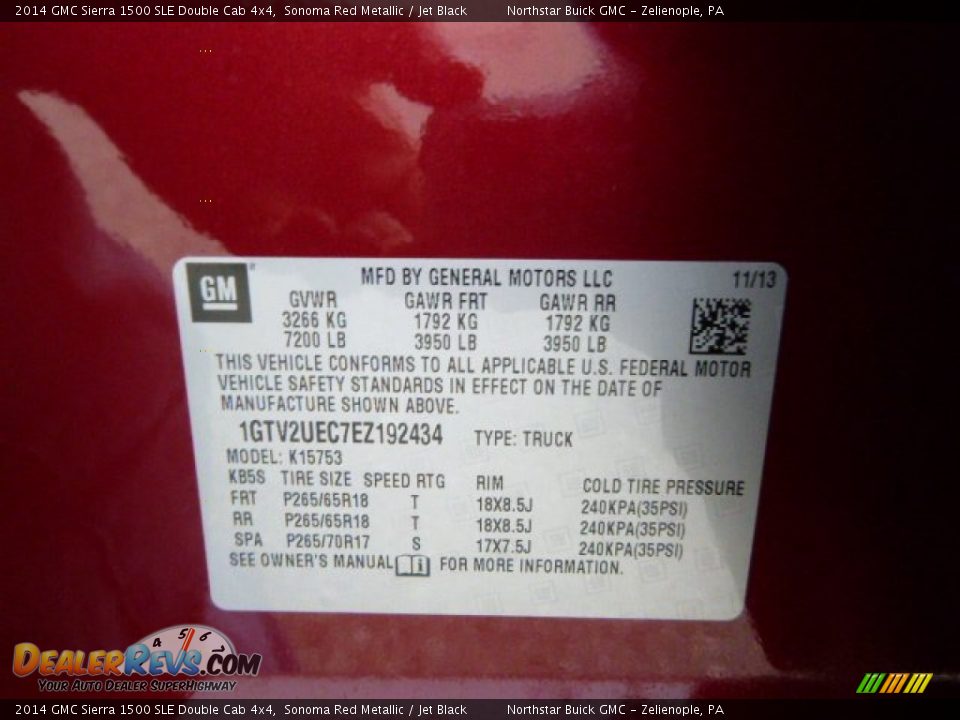 2014 GMC Sierra 1500 SLE Double Cab 4x4,  Sonoma Red Metallic / Jet Black  Northstar Buick GMC - Zelienople, PA
GM
MFD BY GENERAL MOTORS LLC 11/13
GVWR GAWR FRT GAWR RR
3266 KG 1792 KG 1792 KG
7200 LB 3950 LB 3950 LB
THIS VEHICLE CONFORMS TO ALL APPLICABLE U.S. FEDERAL MOTOR
VEHICLE SAFETY STANDARDS IN EFFECT ON THE DATE OF
MANUFACTURE SHOWN ABOVE.
1GTV2UEC7EZ192434 TYPE: TRUCK
MODEL: K15753
KB5S TIRE SIZE SPEED RTG RIM COLD TIRE PRESSURE
FRT P265/65R18 T 18X8.5J 240KPA(35PSI)
RR P265/65R18 T 18X8.5J 240KPA(35PSI)
SPA P265/70R17 S 17X7.5J 240KPA(35PSI)
SEE OWNER'S MANUAL i FOR MORE INFORMATION.
4 5 6
DEALERREVS.COM
YOUR AUTO DEALER SUPERHIGHWAY
2014 GMC Sierra 1500 SLE Double Cab 4x4,  Sonoma Red Metallic / Jet Black  Northstar Buick GMC - Zelienople, PA